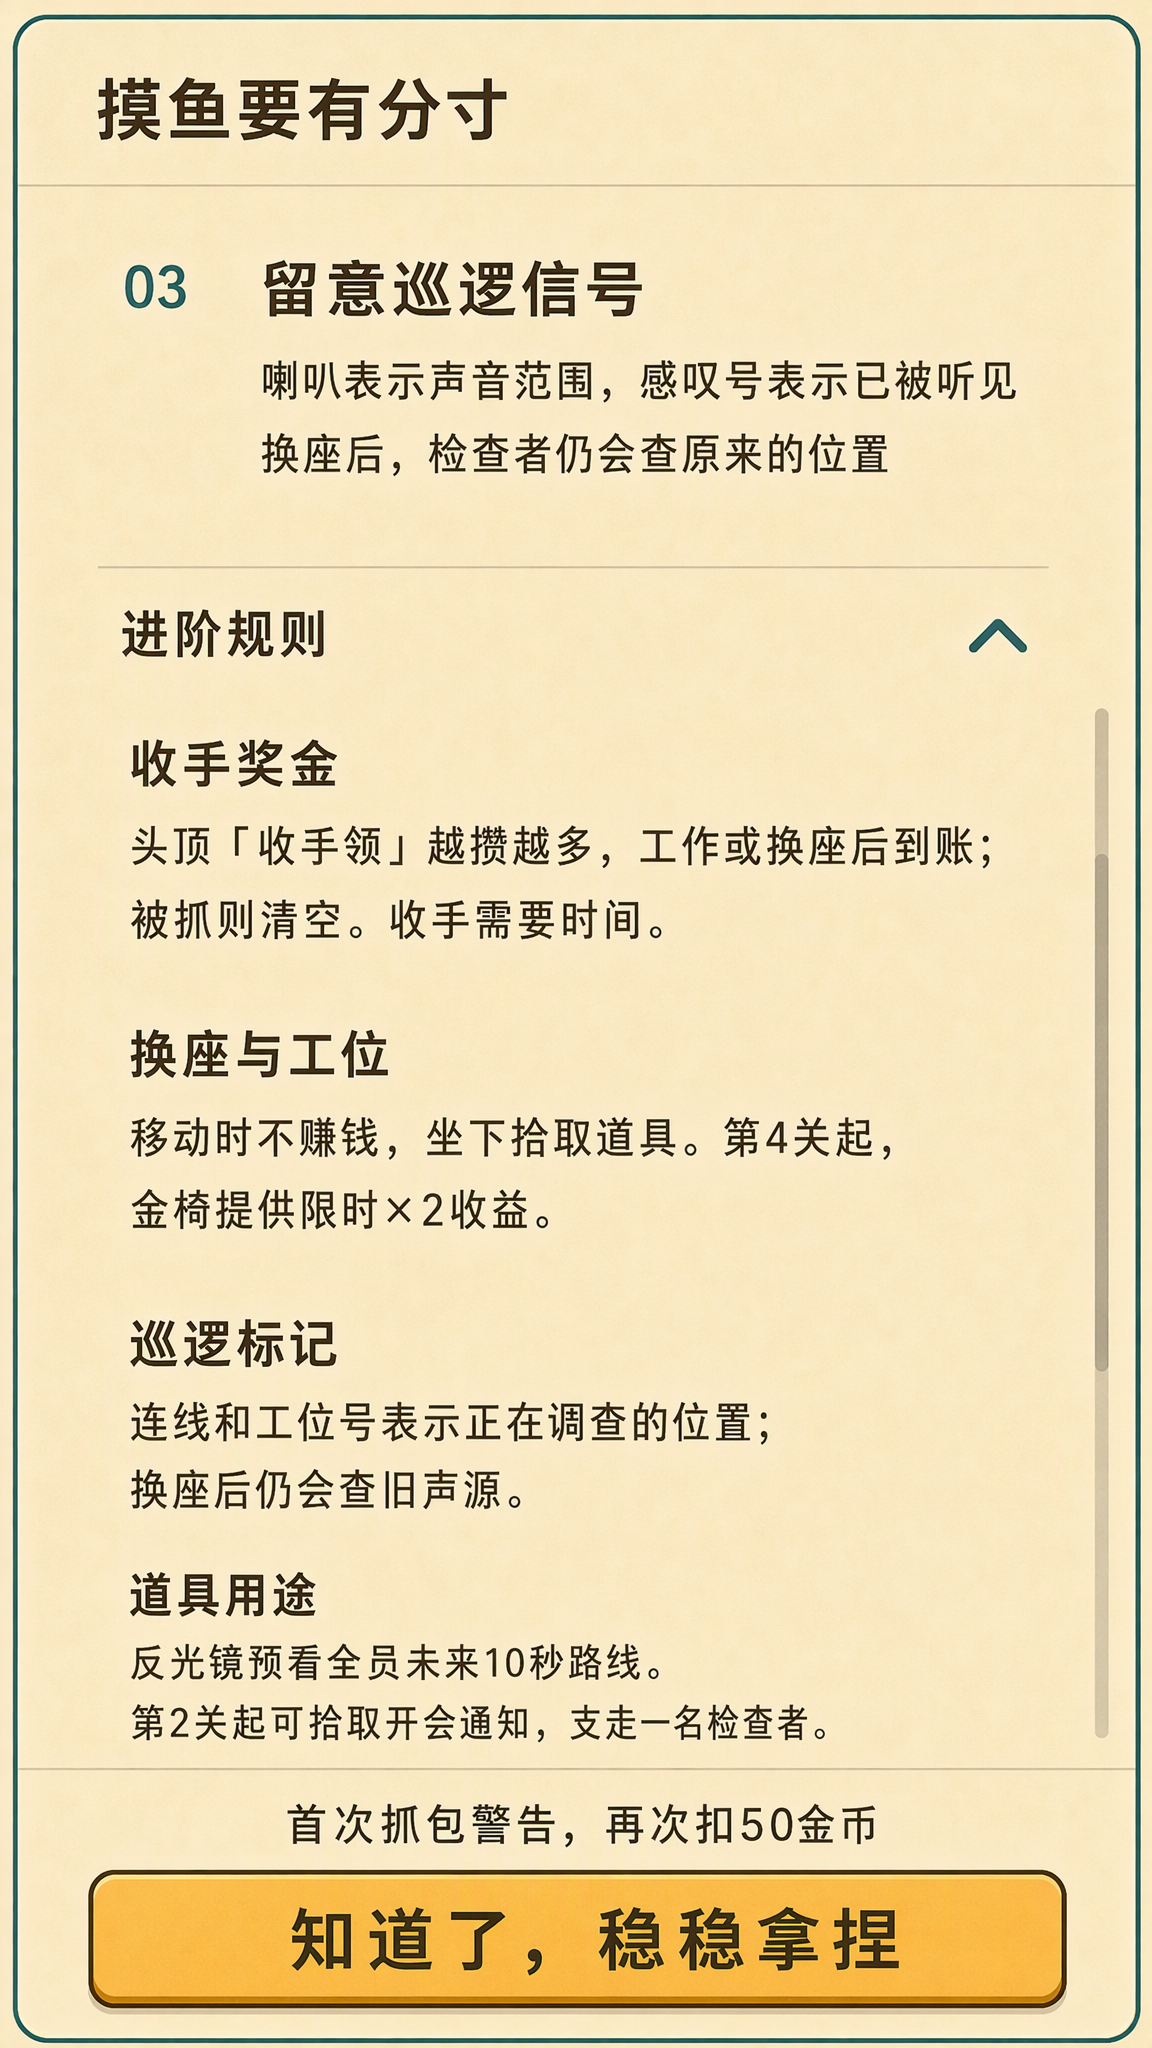 摸鱼要有分寸
03 留意巡逻信号
喇叭表示声音范围，感叹号表示已被听见
换座后，检查者仍会查原来的位置
进阶规则
收手奖金
头顶「收手领」越攒越多，工作或换座后到账；
被抓则清空。收手需要时间。
换座与工位
移动时不赚钱，坐下拾取道具。第4关起，
金椅提供限时×2收益。
巡逻标记
连线和工位号表示正在调查的位置；
换座后仍会查旧声源。
道具用途
反光镜预看全员未来10秒路线。
第2关起可拾取开会通知，支走一名检查者。
首次抓包警告，再次扣50金币
知道了，稳稳拿捏